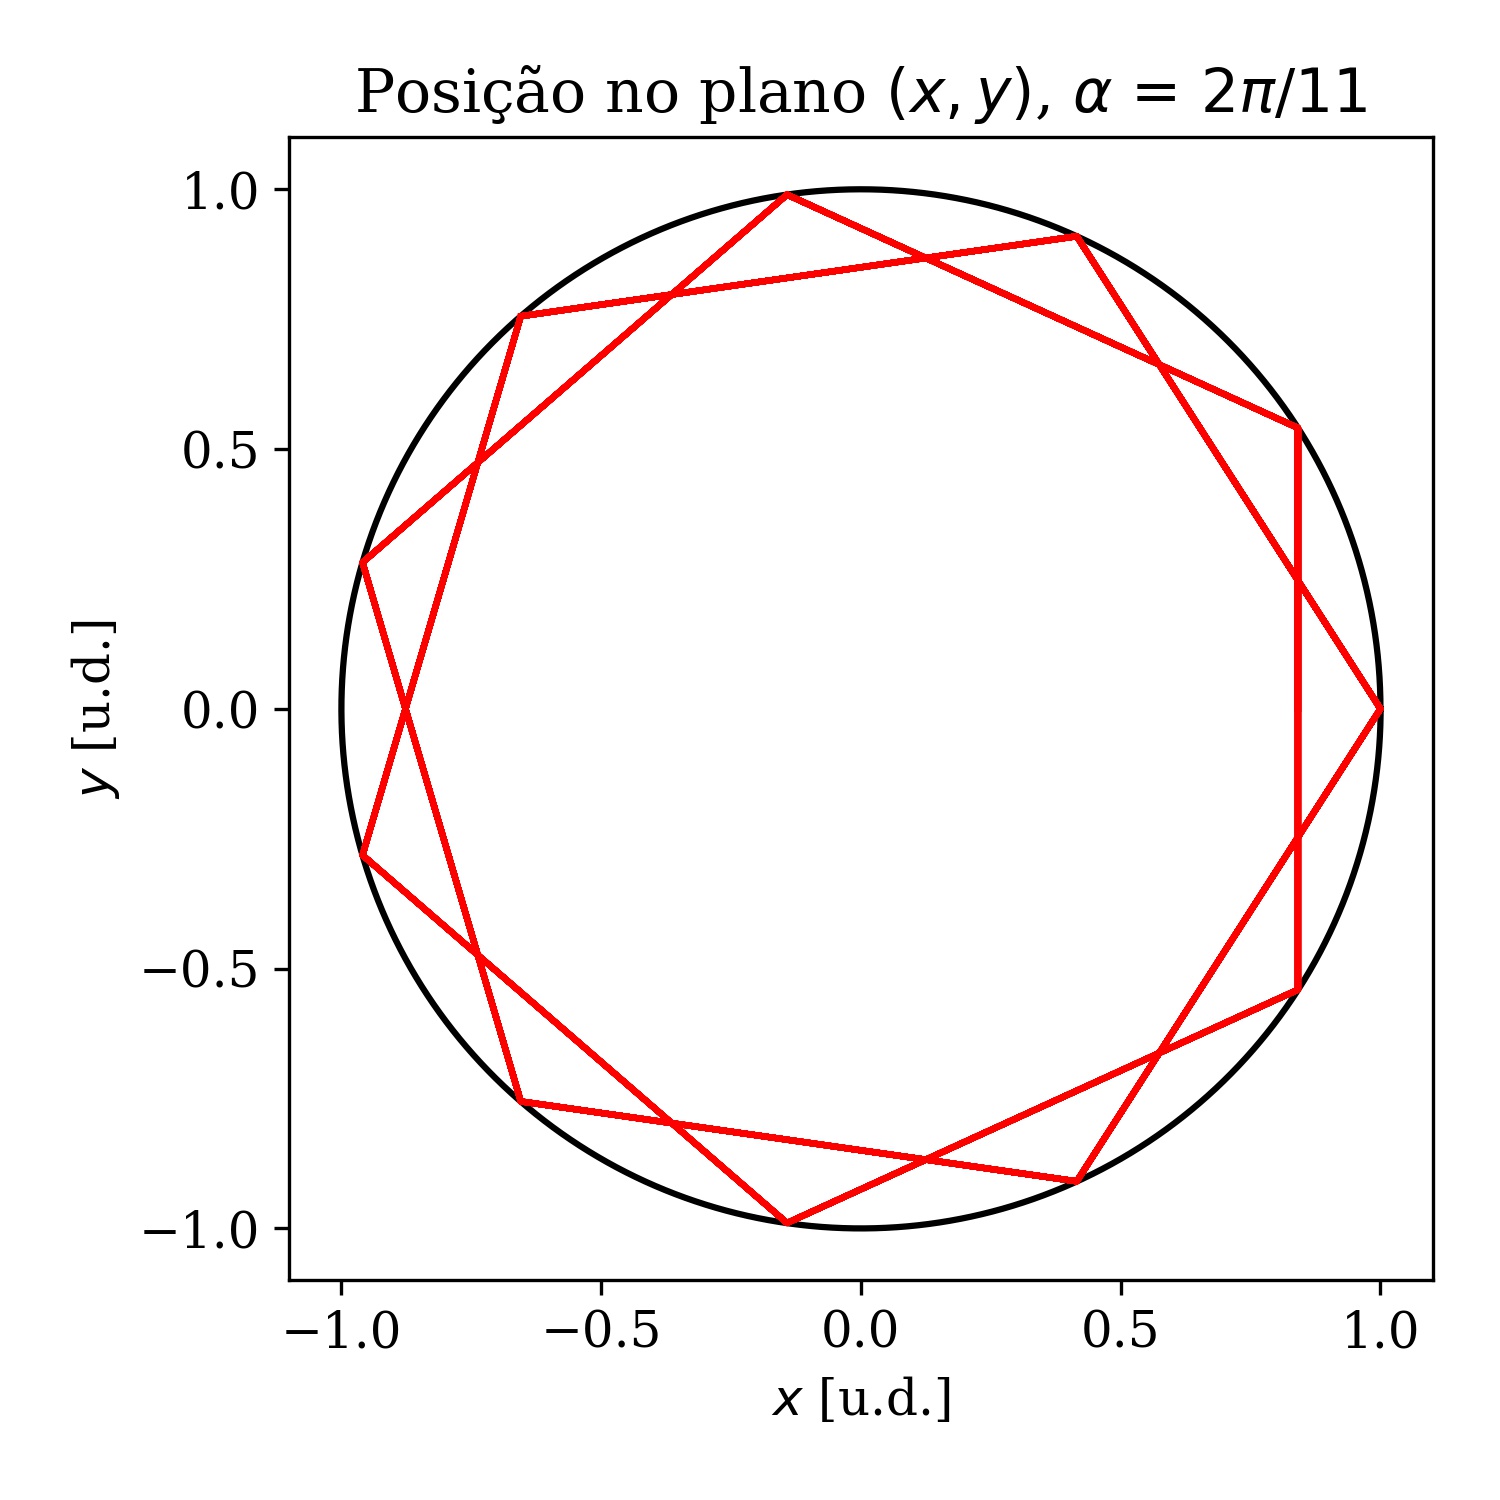 Posição no plano (x, y), α = 2π/11
1.0
0.5
0.0
−0.5
−1.0
y [u.d.]
−1.0 −0.5 0.0 0.5 1.0
x [u.d.]